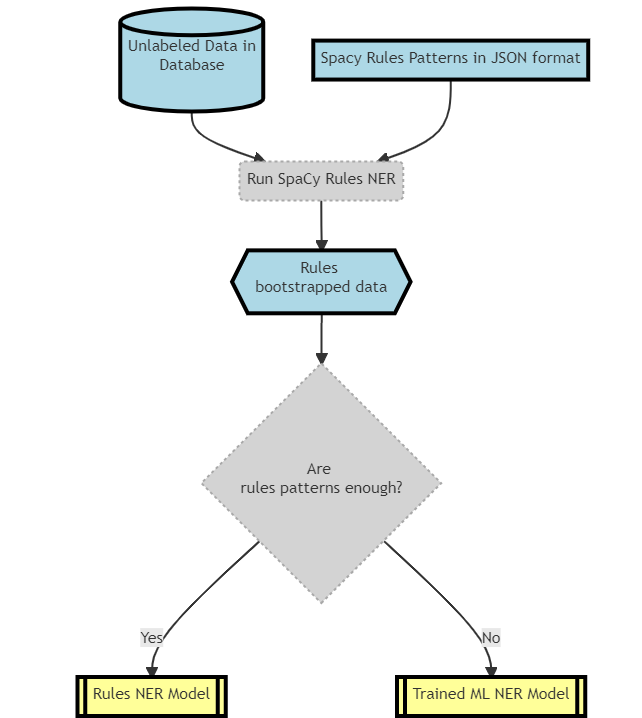 Unlabeled Data in
Database
Spacy Rules Patterns in JSON format
Run SpaCy Rules NER
Rules
bootstrapped data
Are
rules patterns enough?
Yes
No
Rules NER Model
Trained ML NER Model